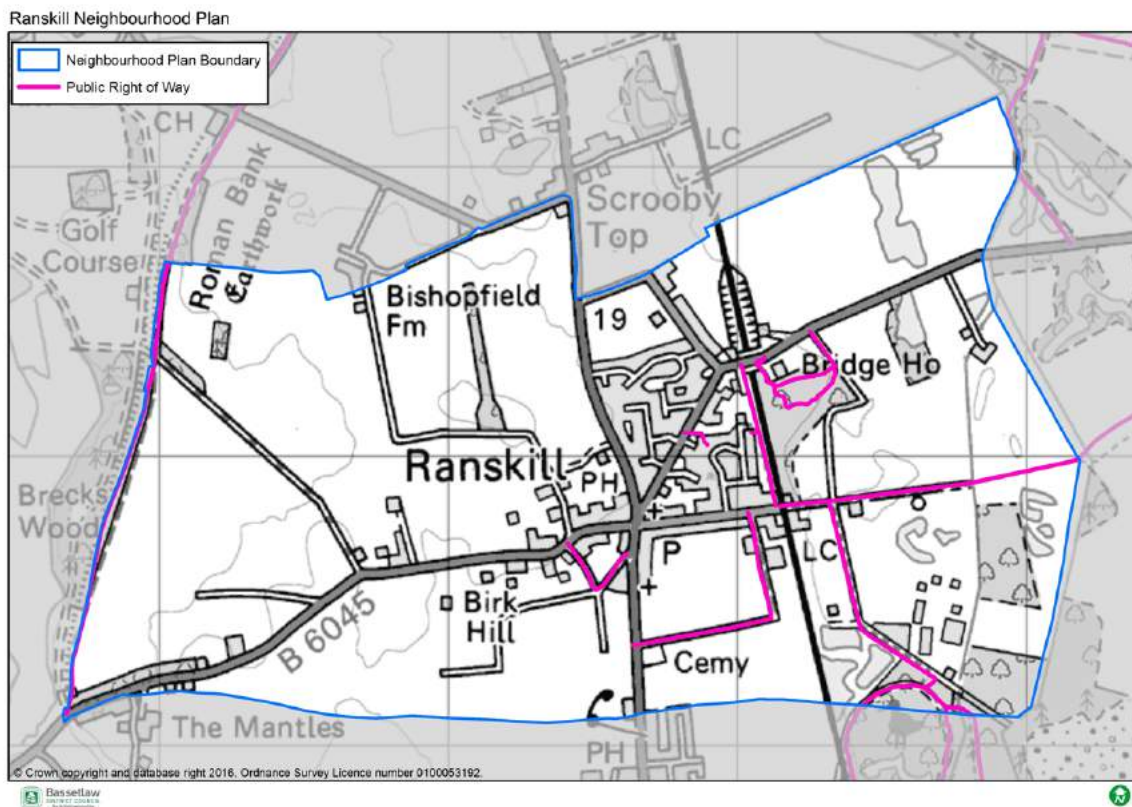 Ranskill Neighbourhood Plan
Neighbourhood Plan Boundary
Public Right of Way
CH
LC
Golf
Course
Roman Bank
Earthwork
Scrooby
Top
Bishopfield
Fm
19
Bridge Ho
Ranskill
PH
Brecks
Wood
P
LC
B 6045
Birk
Hill
Cemy
The Mantles
PH
© Crown copyright and database right 2016. Ordnance Survey Licence number 0100053192.
Bassetlaw
DISTRICT COUNCIL